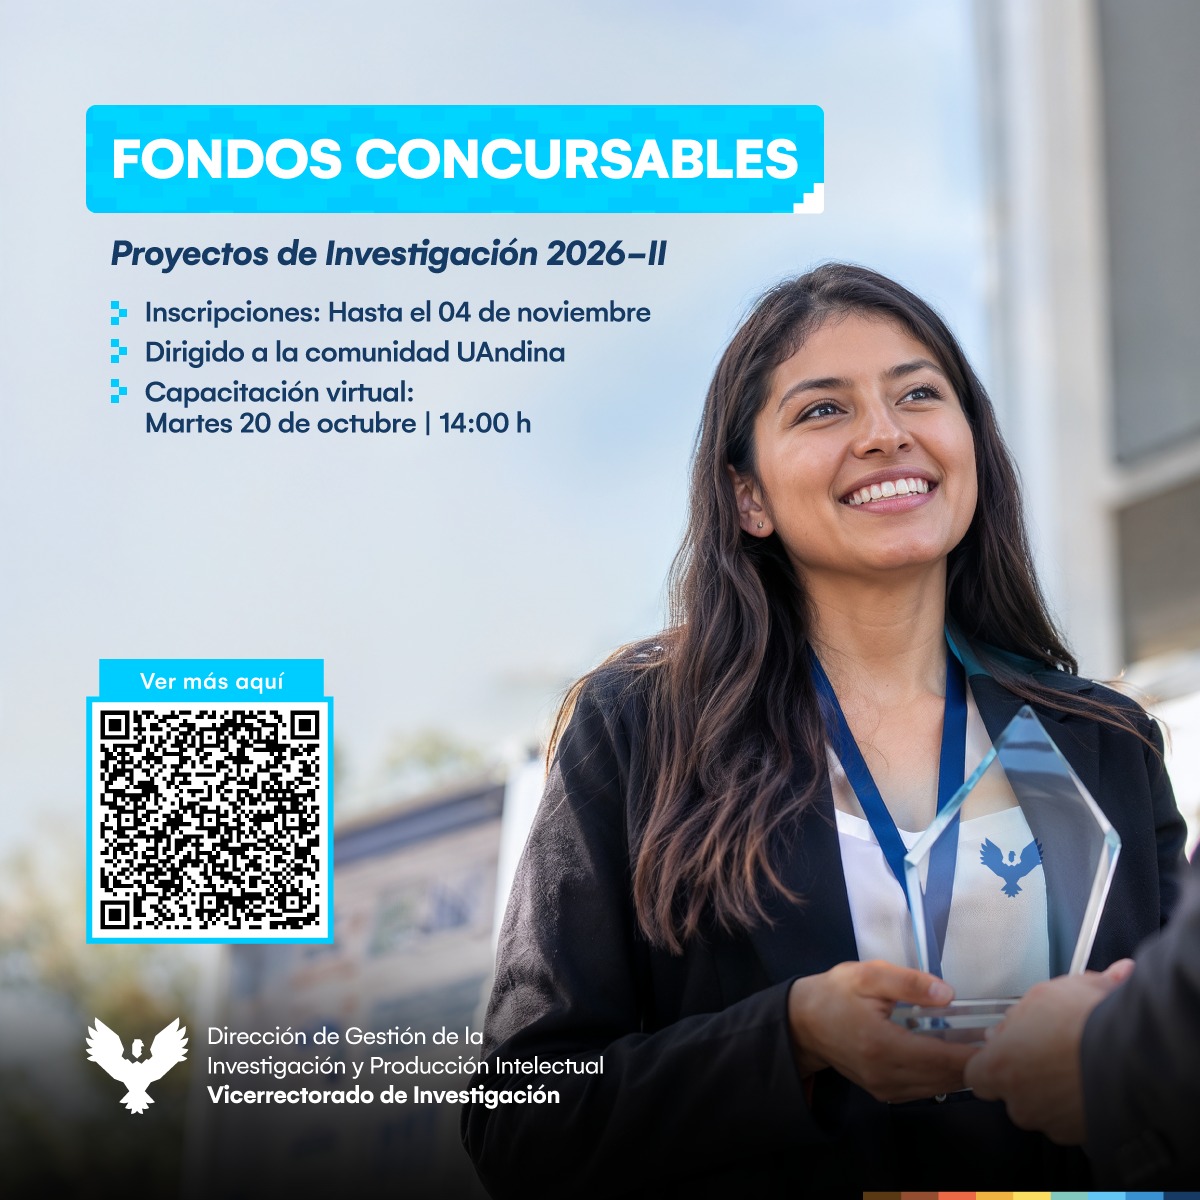 FONDOS CONCURSABLES
Proyectos de Investigación 2026–II
Inscripciones: Hasta el 04 de noviembre
Dirigido a la comunidad UAndina
Capacitación virtual:
Martes 20 de octubre | 14:00 h
Ver más aquí
Dirección de Gestión de la
Investigación y Producción Intelectual
Vicerrectorado de Investigación